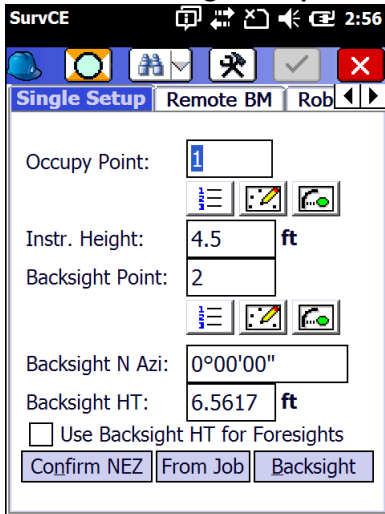 SurvCE 2:56
Single Setup Remote BM Rob
Occupy Point: 1
Instr. Height: 4.5 ft
Backsight Point: 2
Backsight N Azi: 0°00'00"
Backsight HT: 6.5617 ft
Use Backsight HT for Foresights
Confirm NEZ From Job Backsight